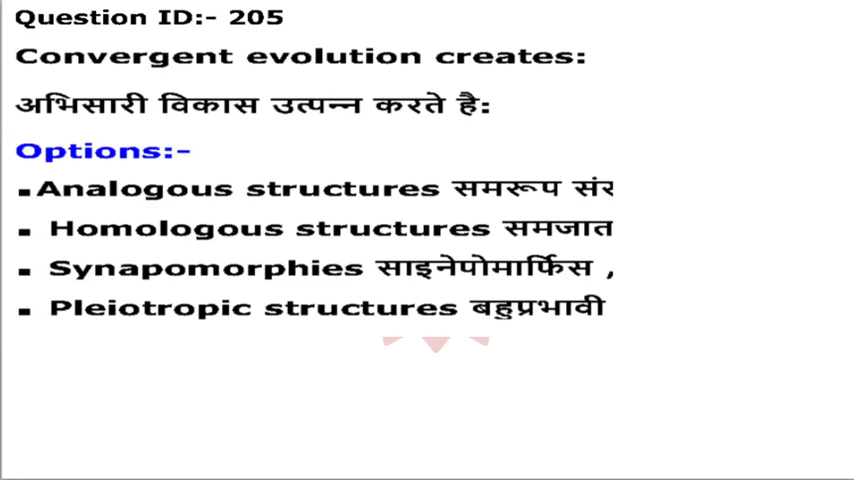 Question ID:- 205
Convergent evolution creates:
अभिसारी विकास उत्पन्न करते है:
Options:-
▪Analogous structures समरूप
▪ Homologous structures समजात
▪ Synapomorphies साइनेपोमार्फिस ,
▪ Pleiotropic structures बहुप्रभावी